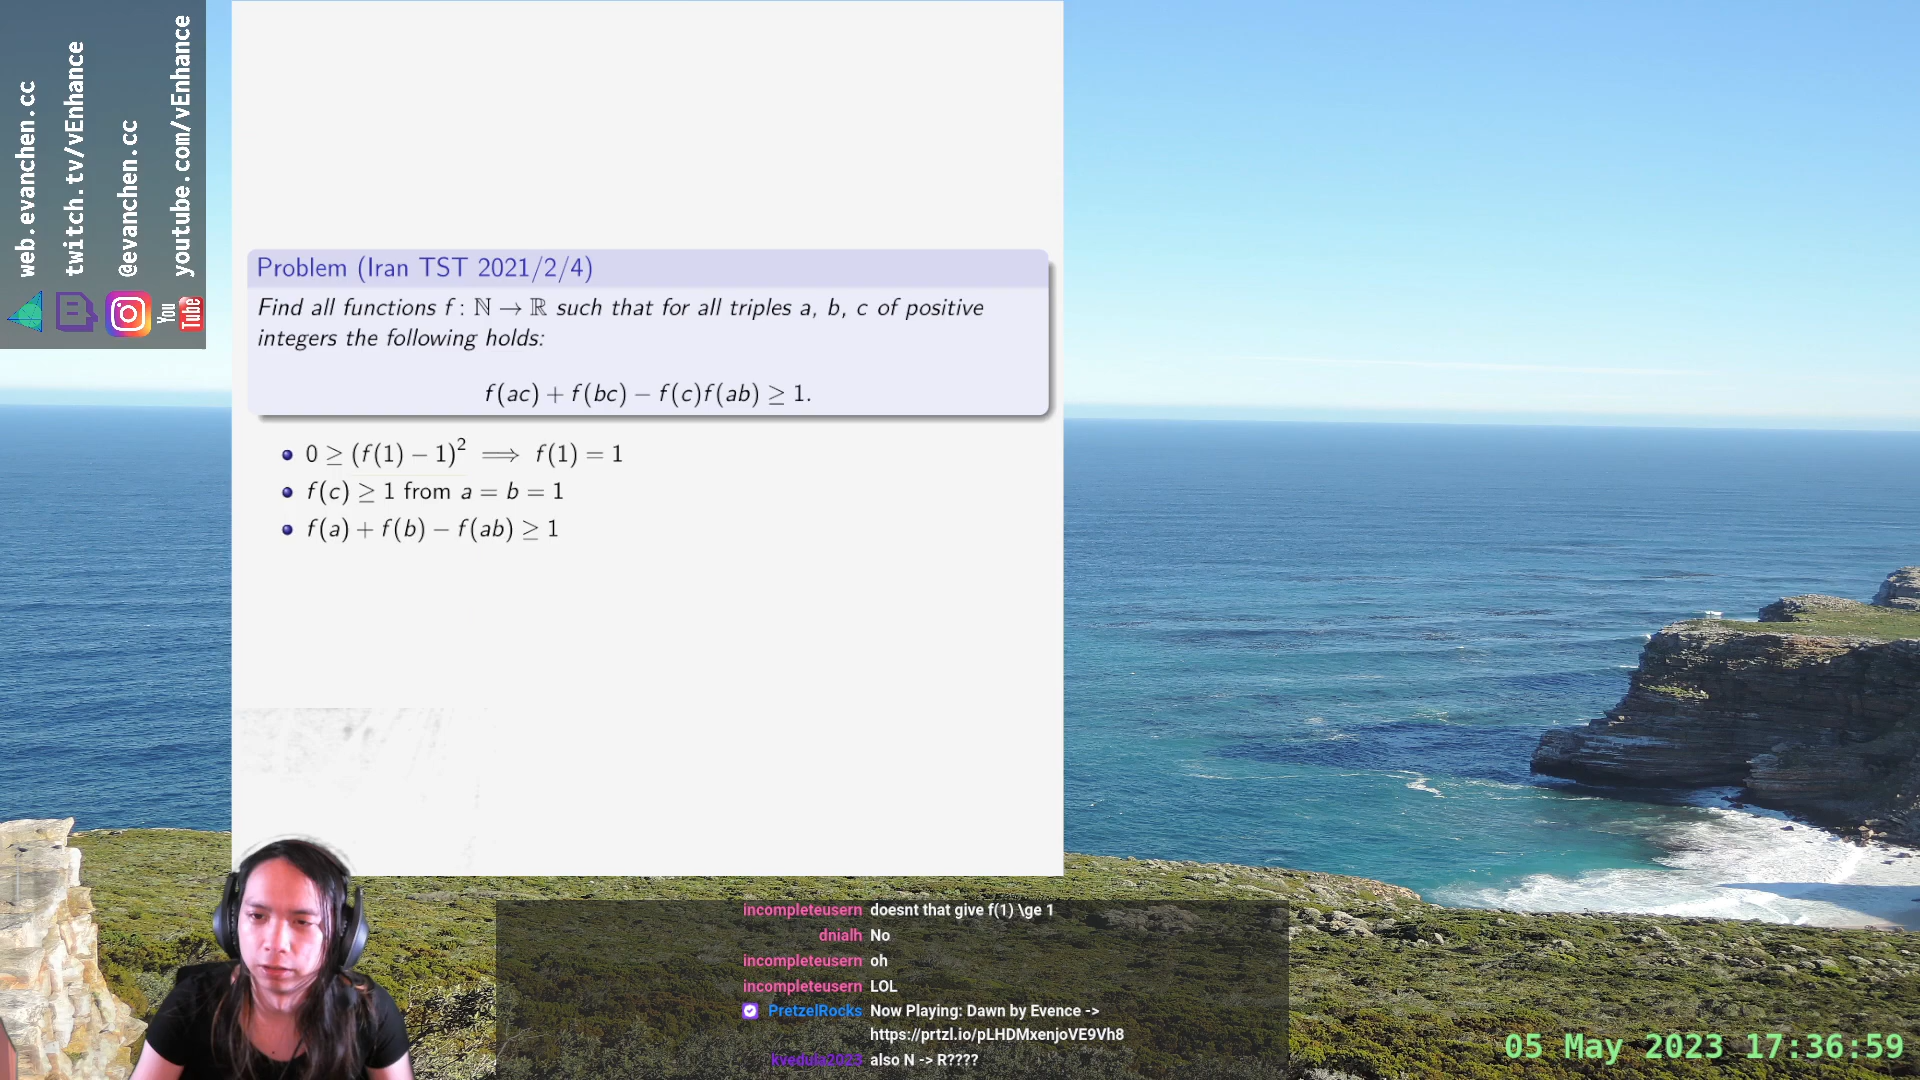 web.evanchen.cc
twitch.tv/vEnhance
@evanchen.cc
youtube.com/vEnhance
You
Tube
Problem (Iran TST 2021/2/4)
Find all functions f : ℕ → ℝ such that for all triples a, b, c of positive
integers the following holds:
f(ac) + f(bc) − f(c)f(ab) ≥ 1.
• 0 ≥ (f(1) − 1)² ⟹ f(1) = 1
• f(c) ≥ 1 from a = b = 1
• f(a) + f(b) − f(ab) ≥ 1
incompleteusern doesnt that give f(1) \ge 1
dnialh No
incompleteusern oh
incompleteusern LOL
PretzelRocks Now Playing: Dawn by Evence ->
https://prtzl.io/pLHDMxenjoVE9Vh8
kvedula2023 also N -> R????
05 May 2023 17:36:59